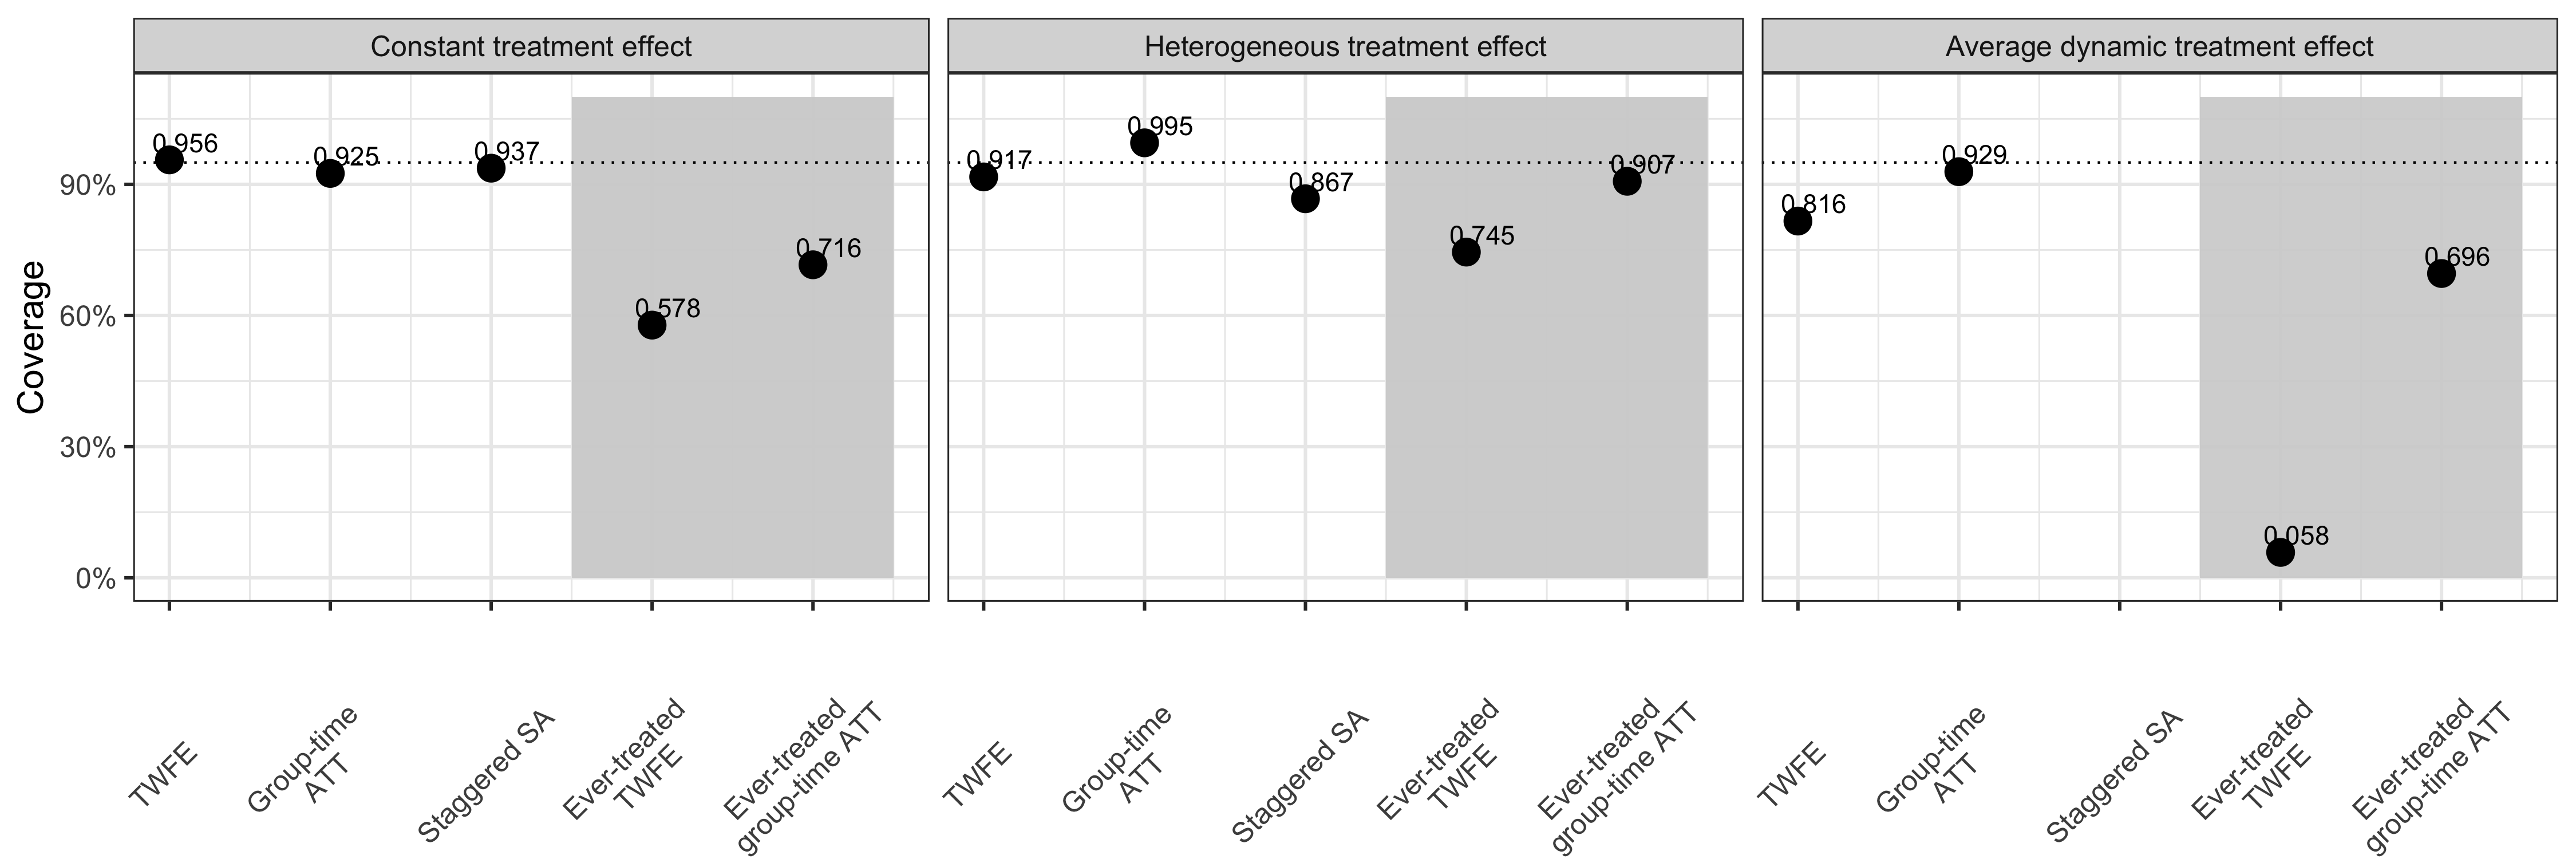 Constant treatment effect
Heterogeneous treatment effect
Average dynamic treatment effect
Coverage
90%
60%
30%
0%
0.956
0.925
0.937
0.578
0.716
0.917
0.995
0.867
0.745
0.907
0.816
0.929
0.058
0.696
TWFE
Group-time
ATT
Staggered SA
Ever-treated
TWFE
Ever-treated
group-time ATT
TWFE
Group-time
ATT
Staggered SA
Ever-treated
TWFE
Ever-treated
group-time ATT
TWFE
Group-time
ATT
Staggered SA
Ever-treated
TWFE
Ever-treated
group-time ATT